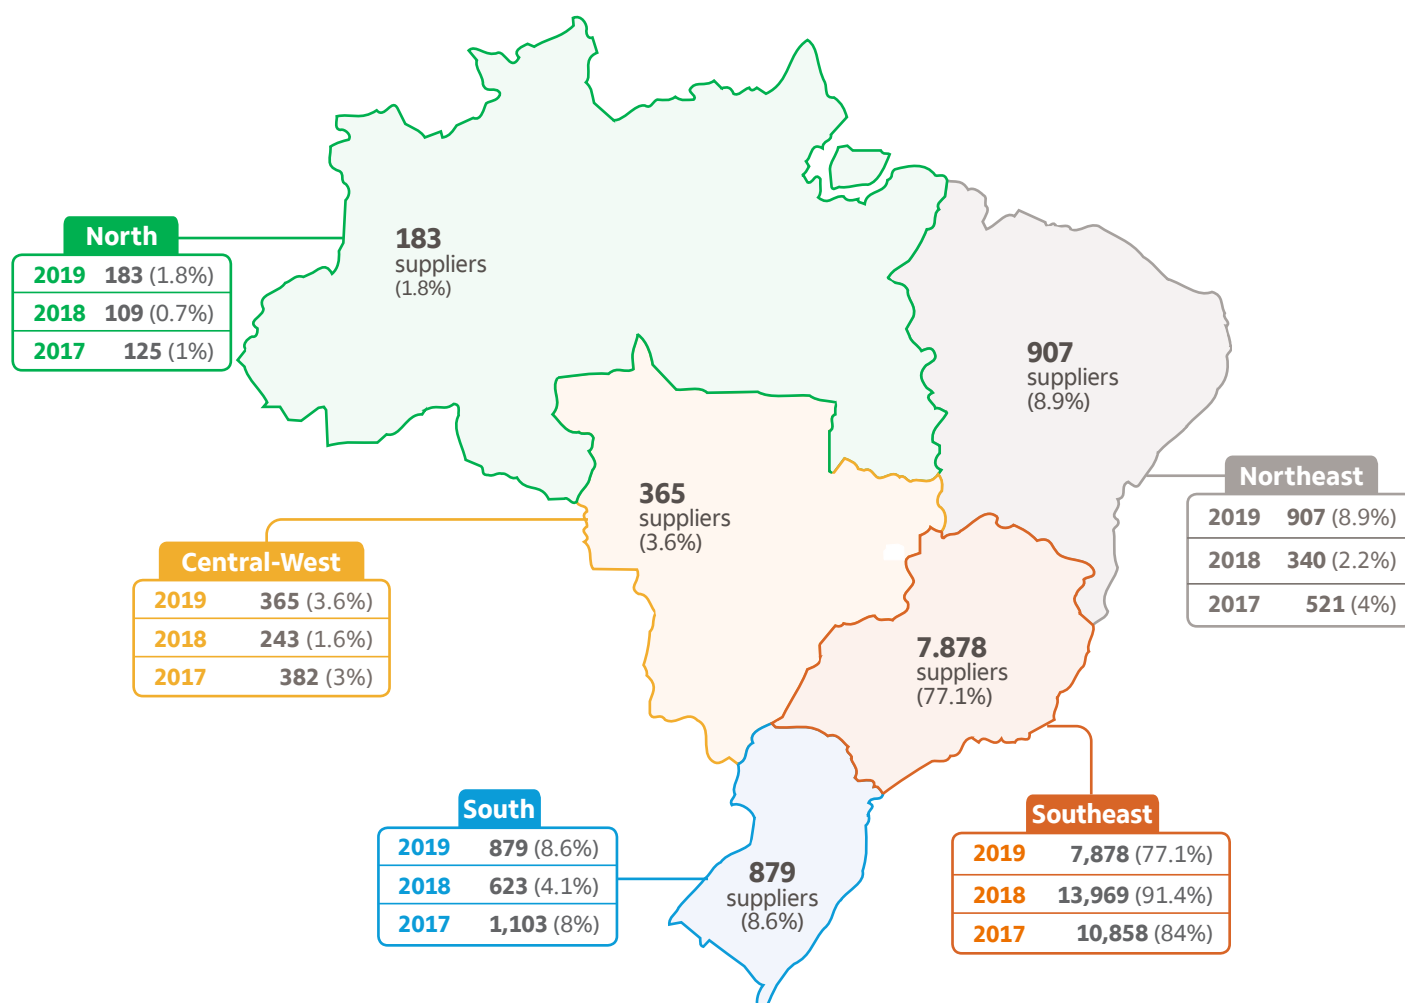 North
2019 183 (1.8%)
2018 109 (0.7%)
2017 125 (1%)
183
suppliers
(1.8%)
907
suppliers
(8.9%)
Northeast
2019 907 (8.9%)
2018 340 (2.2%)
2017 521 (4%)
365
suppliers
(3.6%)
Central-West
2019 365 (3.6%)
2018 243 (1.6%)
2017 382 (3%)
7.878
suppliers
(77.1%)
South
2019 879 (8.6%)
2018 623 (4.1%)
2017 1,103 (8%)
879
suppliers
(8.6%)
Southeast
2019 7,878 (77.1%)
2018 13,969 (91.4%)
2017 10,858 (84%)